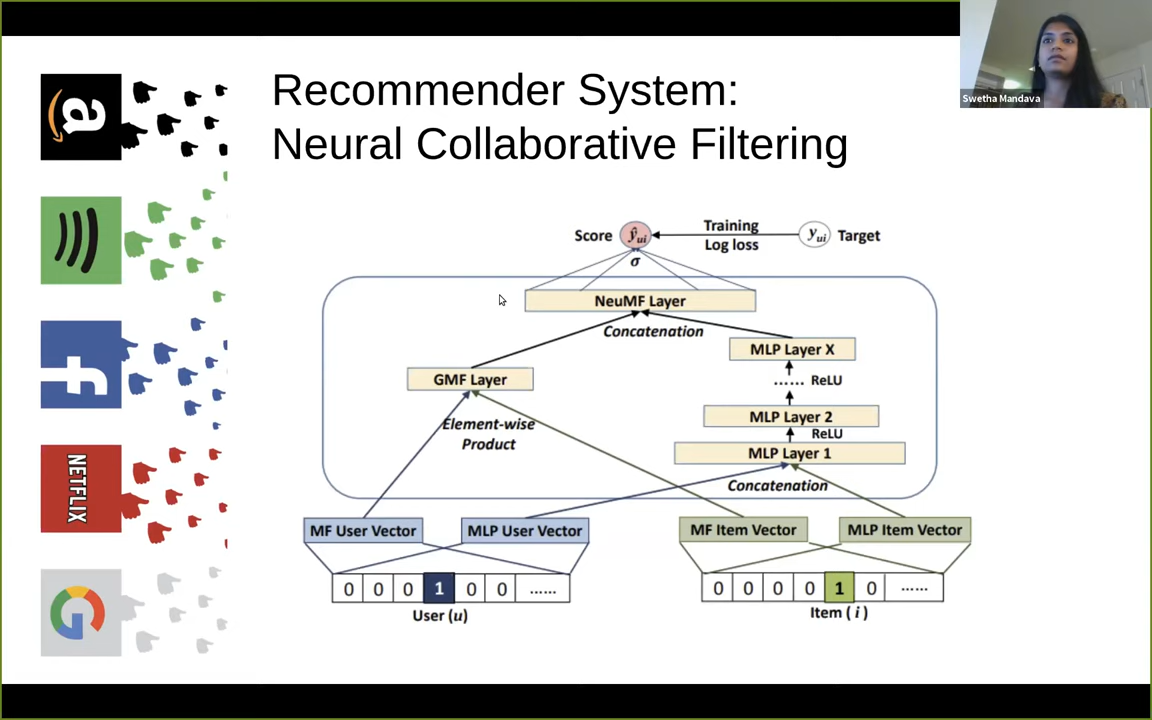 Recommender System:
Neural Collaborative Filtering
Swetha Mandava
a
f
NETFLIX
G
Score
ŷui
Training
Log loss
yui
Target
σ
NeuMF Layer
Concatenation
MLP Layer X
...... ReLU
GMF Layer
MLP Layer 2
ReLU
Element-wise
Product
MLP Layer 1
Concatenation
MF User Vector
MLP User Vector
MF Item Vector
MLP Item Vector
0 0 0 1 0 0 ......
0 0 0 0 1 0 ......
User (u)
Item ( i )